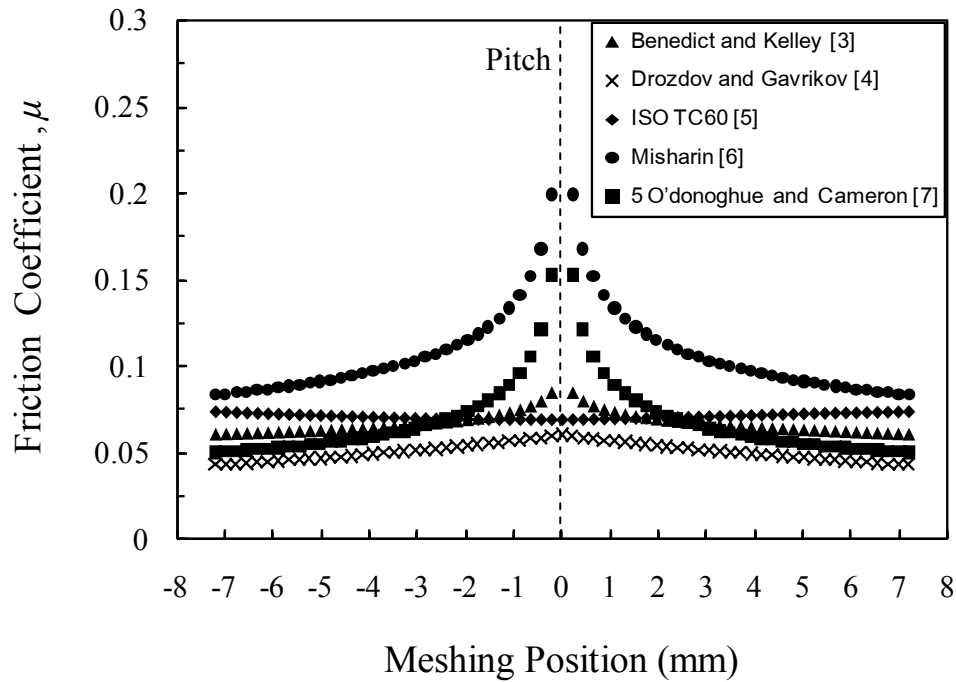 0.3
0.25
0.2
0.15
0.1
0.05
0
Friction Coefficient, μ
Pitch
Benedict and Kelley [3]
Drozdov and Gavrikov [4]
ISO TC60 [5]
Misharin [6]
5 O'donoghue and Cameron [7]
-8 -7 -6 -5 -4 -3 -2 -1 0 1 2 3 4 5 6 7 8
Meshing Position (mm)